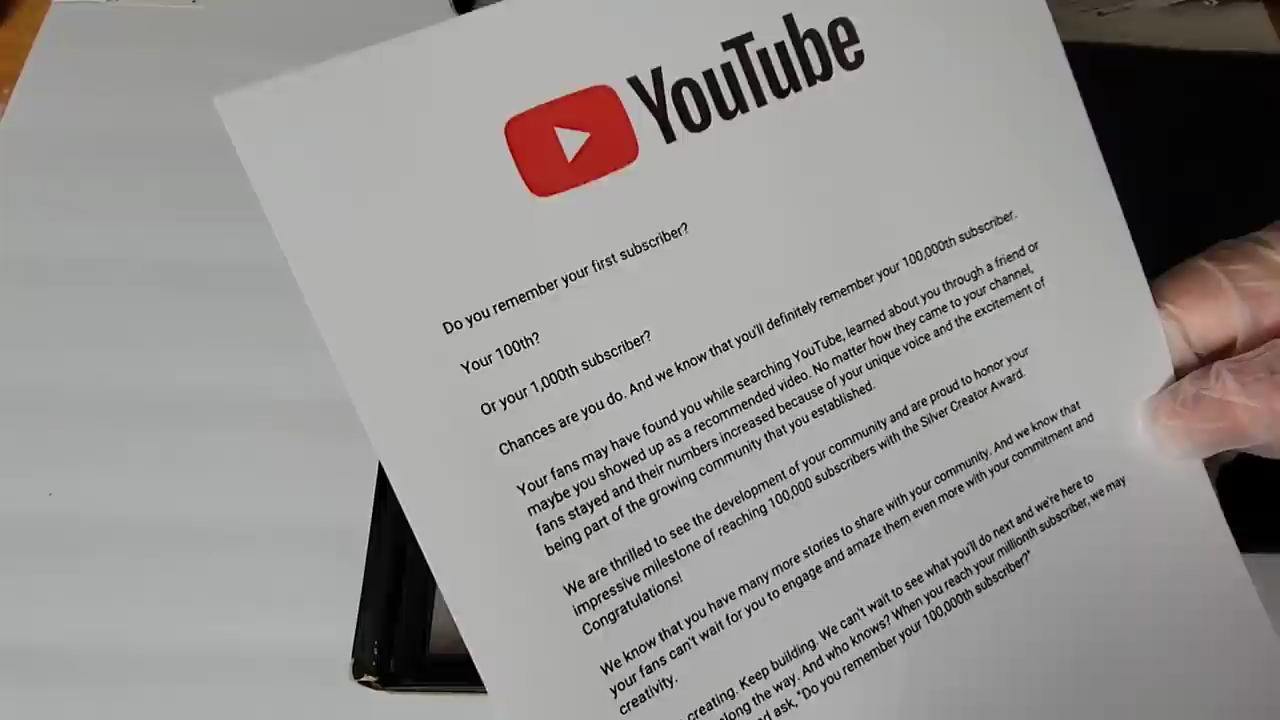 YouTube
Do you remember your first subscriber?
Your 100th?
Or your 1,000th subscriber?
Chances are you do. And we know that you'll definitely remember your 100,000th subscriber.
Your fans may have found you while searching YouTube, learned about you through a friend or
maybe you showed up as a recommended video. No matter how they came to your channel,
fans stayed and their numbers increased because of your unique voice and the excitement of
being part of the growing community that you established.
We are thrilled to see the development of your community and are proud to honor your
impressive milestone of reaching 100,000 subscribers with the Silver Creator Award.
Congratulations!
We know that you have many more stories to share with your community. And we know that
your fans can't wait for you to engage and amaze them even more with your commitment and
creativity.
creating. Keep building. We can't wait to see what you'll do next and we're here to
along the way. And who knows? When you reach your millionth subscriber, we may
ask, "Do you remember your 100,000th subscriber?"